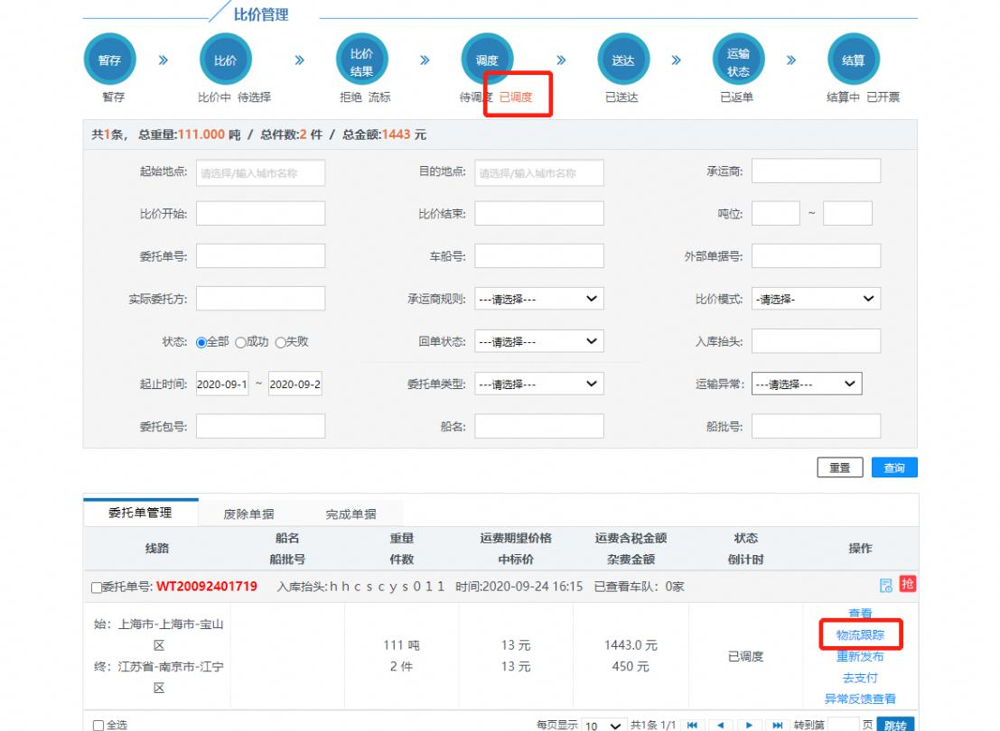 比价管理
暂存 » 比价 » 比价结果 » 调度 » 送达 » 运输状态 » 结算
暂存 比价中 待选择 拒绝 流标 待调度 已调度 已送达 已返单 结算中 已开票
共1条， 总重量:111.000 吨 / 总件数:2 件 / 总金额:1443 元
起始地点: 请选择/输入城市名称 目的地点: 请选择/输入城市名称 承运商:
比价开始: 比价结束: 吨位: ~
委托单号: 车船号: 外部单据号:
实际委托方: 承运商规则: ---请选择--- 比价模式: -请选择-
状态: 全部 成功 失败 回单状态: ---请选择--- 入库抬头:
起止时间: 2020-09-1 ~ 2020-09-2 委托单类型: ---请选择--- 运输异常: ---请选择---
委托包号: 船名: 船批号:
重置 查询
委托单管理 废除单据 完成单据
线路 船名 重量 运费期望价格 运费含税金额 状态 操作
船批号 件数 中标价 杂费金额 倒计时
委托单号: WT20092401719 入库抬头:hhcscys011 时间:2020-09-24 16:15 已查看车队：0家 抢
始：上海市-上海市-宝山区
终：江苏省-南京市-江宁区
111 吨
2 件
13 元
13 元
1443.0 元
450 元
已调度
查看
物流跟踪
重新发布
去支付
异常反馈查看
全选 每页显示 10 共1条 1/1 转到第 页 跳转